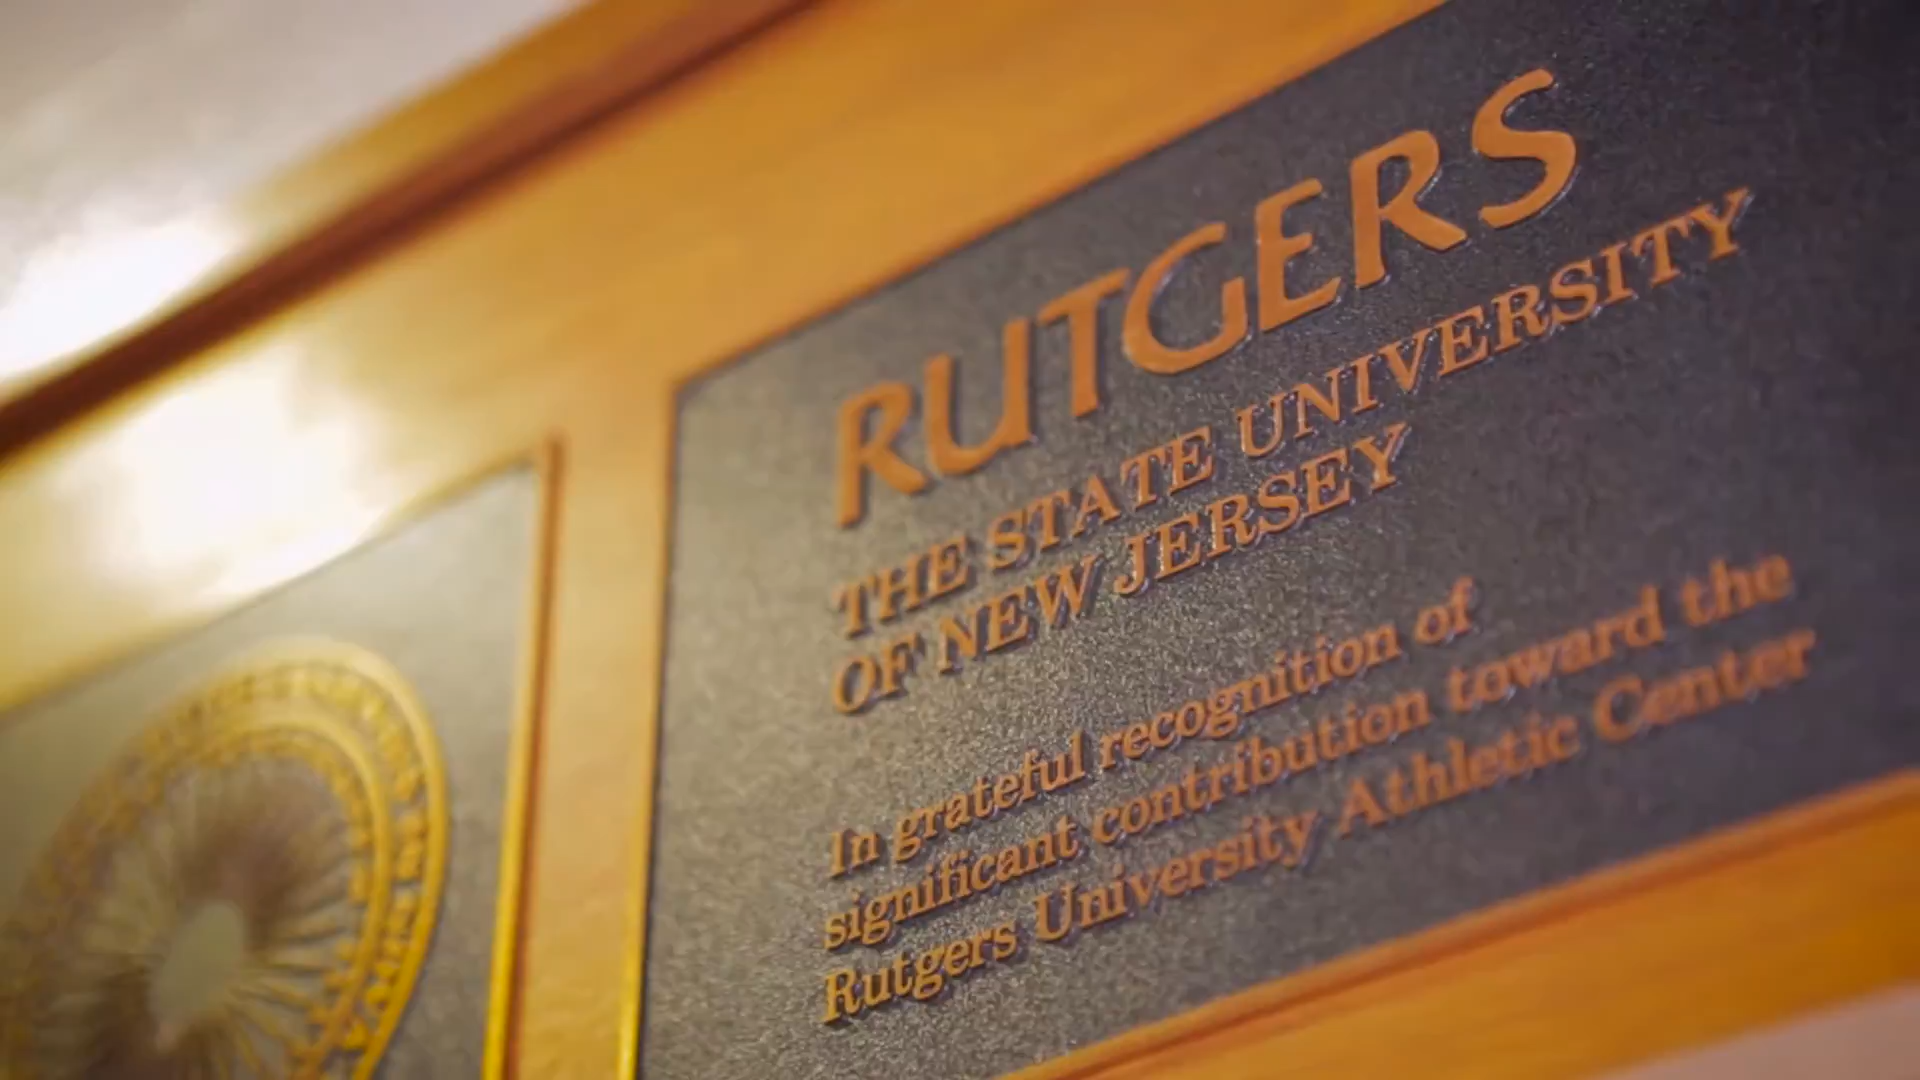 RUTGERS
THE STATE UNIVERSITY
OF NEW JERSEY
In grateful recognition of
significant contribution toward the
Rutgers University Athletic Center